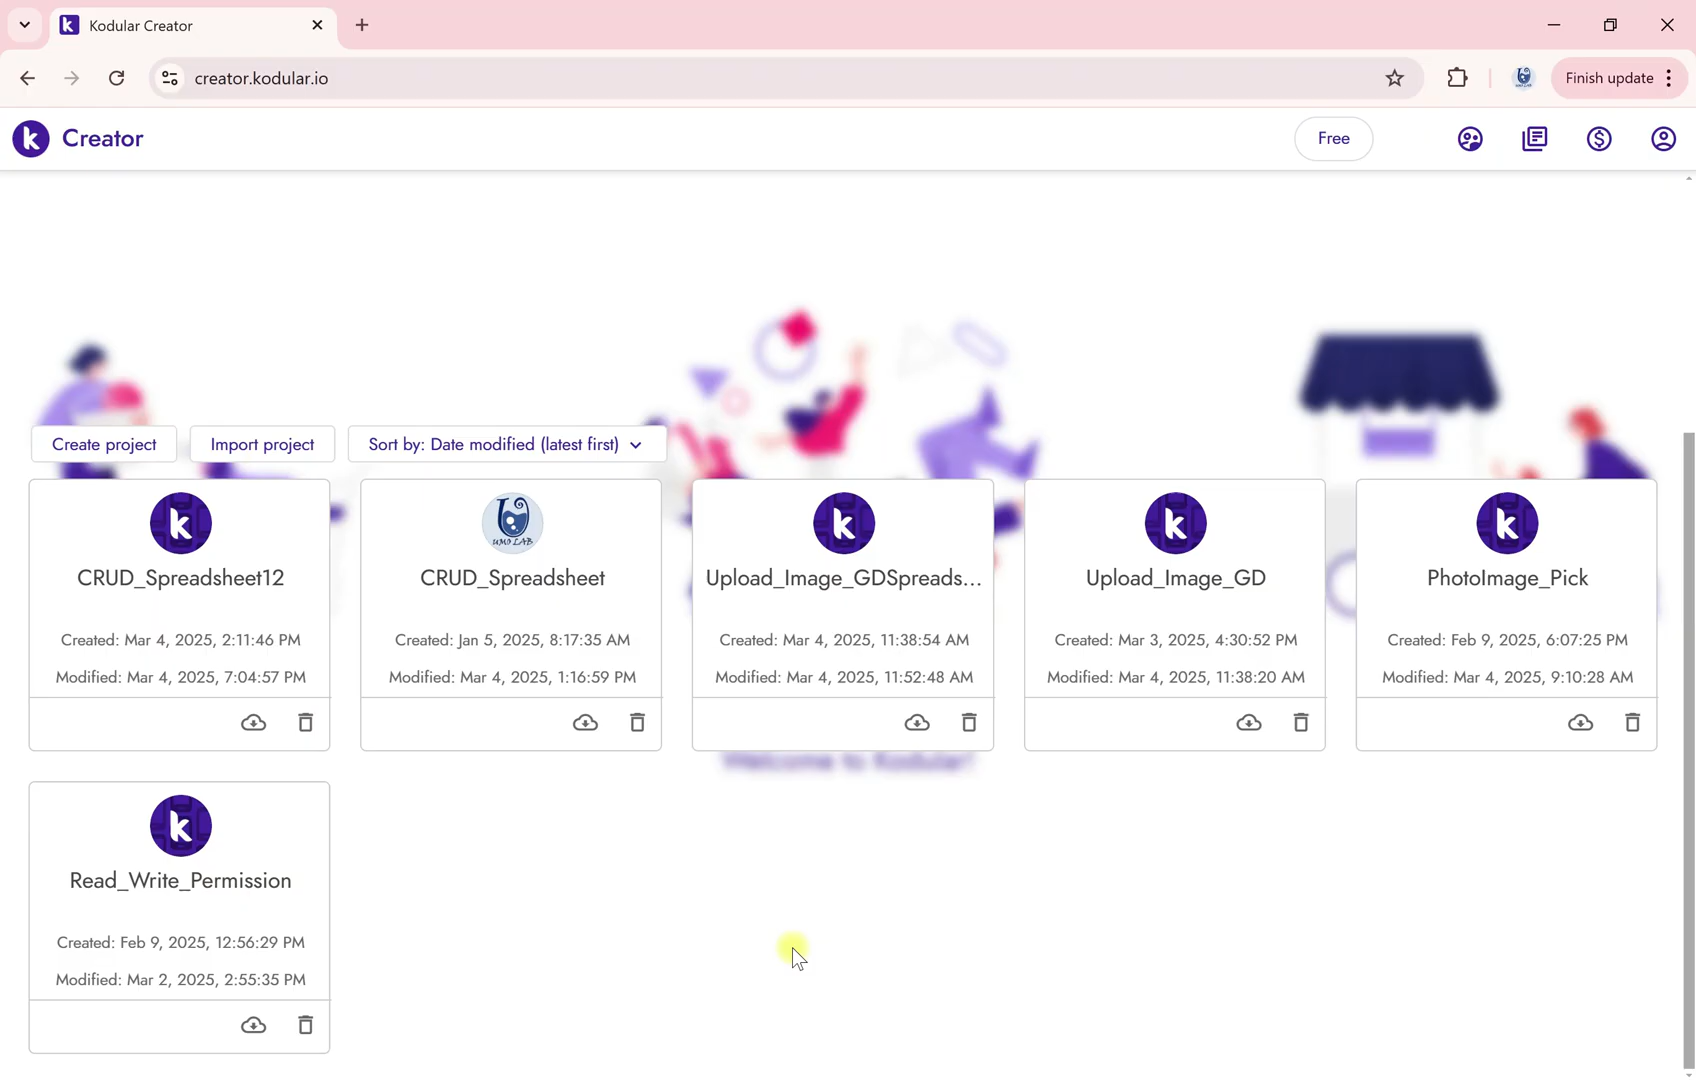 Kodular Creator
creator.kodular.io
Finish update
Creator
Free
Create project
Import project
Sort by: Date modified (latest first)
CRUD_Spreadsheet12
Created: Mar 4, 2025, 2:11:46 PM
Modified: Mar 4, 2025, 7:04:57 PM
UMO LAB
CRUD_Spreadsheet
Created: Jan 5, 2025, 8:17:35 AM
Modified: Mar 4, 2025, 1:16:59 PM
Upload_Image_GDSpreads...
Created: Mar 4, 2025, 11:38:54 AM
Modified: Mar 4, 2025, 11:52:48 AM
Upload_Image_GD
Created: Mar 3, 2025, 4:30:52 PM
Modified: Mar 4, 2025, 11:38:20 AM
PhotoImage_Pick
Created: Feb 9, 2025, 6:07:25 PM
Modified: Mar 4, 2025, 9:10:28 AM
Welcome to Kodular!
Read_Write_Permission
Created: Feb 9, 2025, 12:56:29 PM
Modified: Mar 2, 2025, 2:55:35 PM